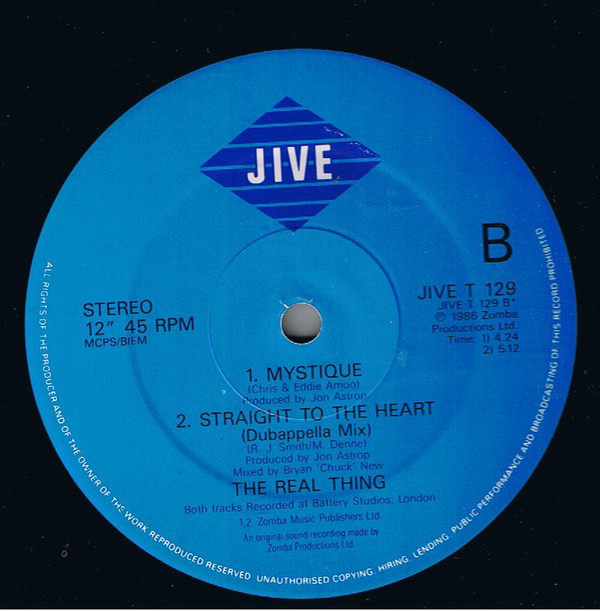 JIVE
B
STEREO
12" 45 RPM
MCPS/BIEM
JIVE T 129
JIVE T 129 B*
℗ 1986 Zomba
Productions Ltd.
Time: 1) 4.24
2) 5.12
1. MYSTIQUE
(Chris & Eddie Amoo)
Produced by Jon Astrop
2. STRAIGHT TO THE HEART
(Dubappella Mix)
(R. J. Smith/M. Denne)
Produced by Jon Astrop
Mixed by Bryan 'Chuck' New
THE REAL THING
Both tracks Recorded at Battery Studios, London
1,2. Zomba Music Publishers Ltd.
An original sound recording made by
Zomba Productions Ltd.
ALL RIGHTS OF THE PRODUCER AND OF THE OWNER OF THE WORK REPRODUCED RESERVED. UNAUTHORISED COPYING, HIRING, LENDING, PUBLIC PERFORMANCE AND BROADCASTING OF THIS RECORD PROHIBITED